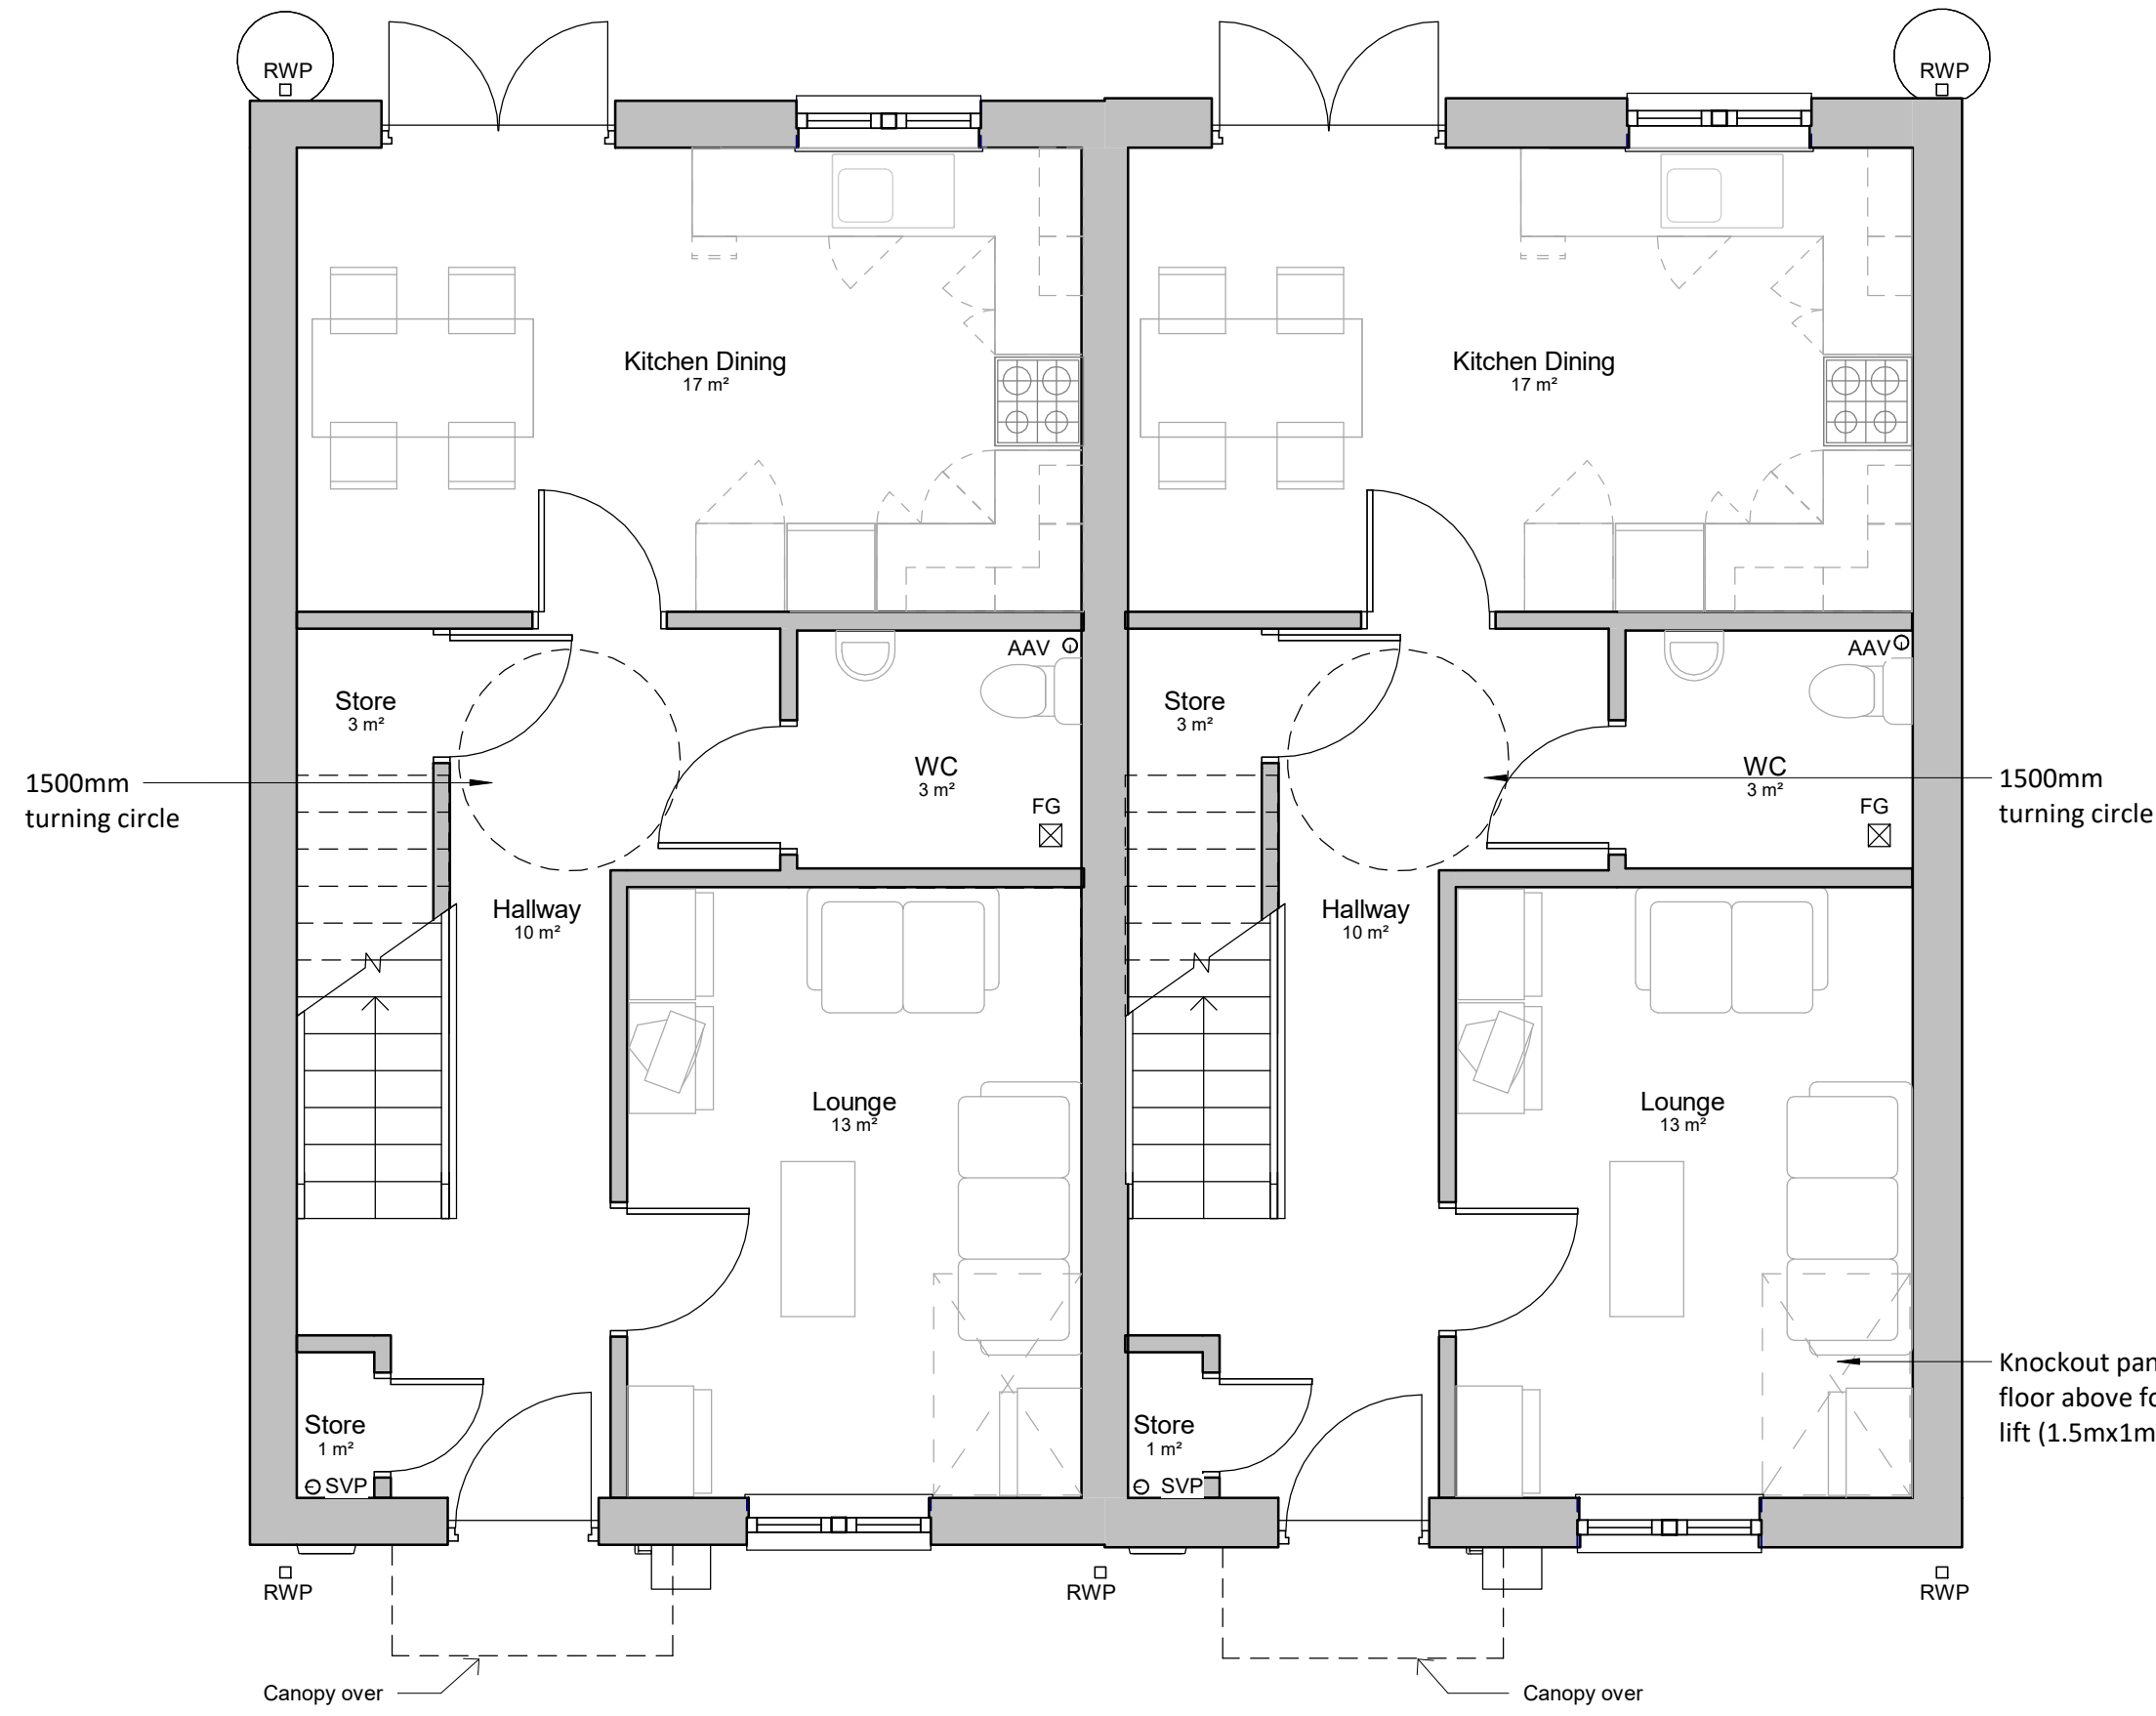 RWP
RWP
Kitchen Dining
17 m²
Kitchen Dining
17 m²
AAV
AAV
Store
3 m²
Store
3 m²
WC
3 m²
WC
3 m²
1500mm
turning circle
1500mm
turning circle
FG
FG
Hallway
10 m²
Hallway
10 m²
Lounge
13 m²
Lounge
13 m²
Knockout pan
floor above fo
lift (1.5mx1m
Store
1 m²
Store
1 m²
SVP
SVP
RWP
RWP
RWP
Canopy over
Canopy over